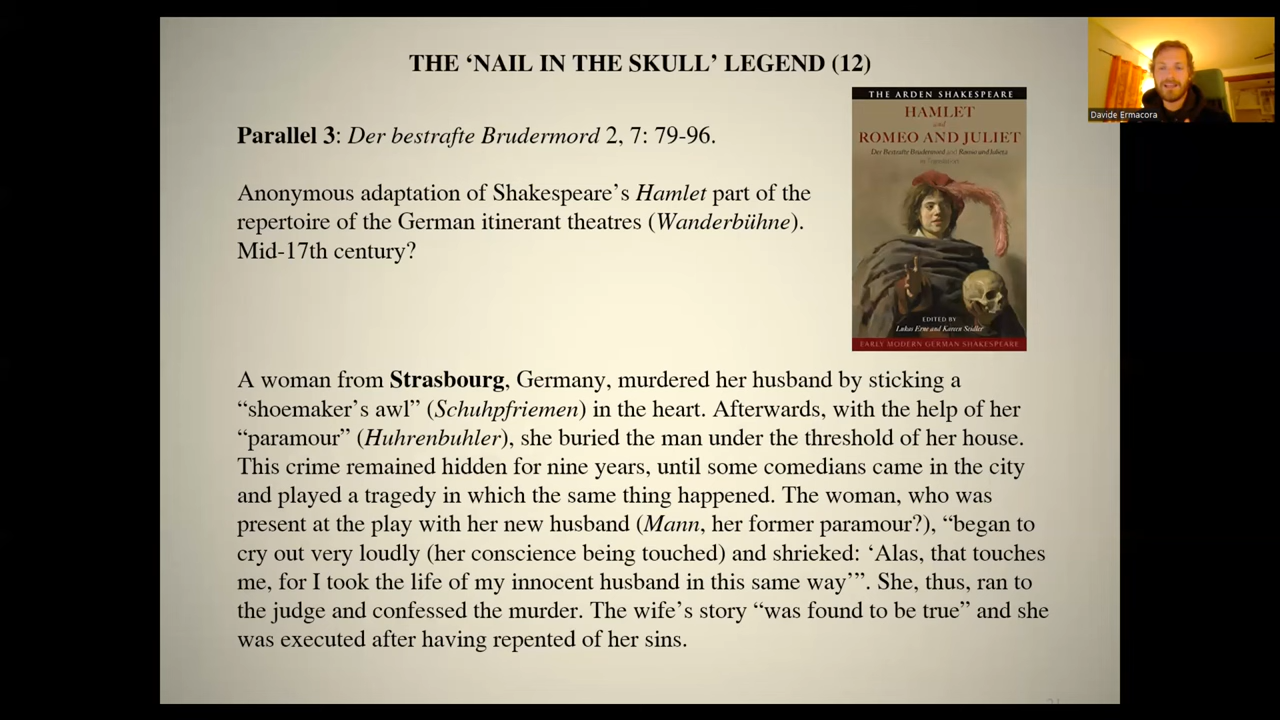 THE ‘NAIL IN THE SKULL’ LEGEND (12)
Parallel 3: Der bestrafte Brudermord 2, 7: 79-96.
Anonymous adaptation of Shakespeare’s Hamlet part of the
repertoire of the German itinerant theatres (Wanderbühne).
Mid-17th century?
THE ARDEN SHAKESPEARE
HAMLET
and
ROMEO AND JULIET
Der Bestrafte Brudermord and Romio und Julieta
in Translation
EDITED BY
Lukas Erne and Kareen Seidler
EARLY MODERN GERMAN SHAKESPEARE
Davide Ermacora
A woman from Strasbourg, Germany, murdered her husband by sticking a
“shoemaker’s awl” (Schuhpfriemen) in the heart. Afterwards, with the help of her
“paramour” (Huhrenbuhler), she buried the man under the threshold of her house.
This crime remained hidden for nine years, until some comedians came in the city
and played a tragedy in which the same thing happened. The woman, who was
present at the play with her new husband (Mann, her former paramour?), “began to
cry out very loudly (her conscience being touched) and shrieked: ‘Alas, that touches
me, for I took the life of my innocent husband in this same way’”. She, thus, ran to
the judge and confessed the murder. The wife’s story “was found to be true” and she
was executed after having repented of her sins.